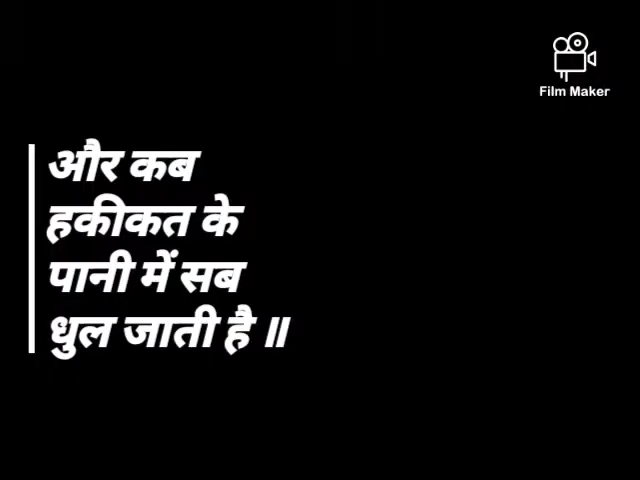 Film Maker
और कब
हकीकत के
पानी में सब
धुल जाती है ॥